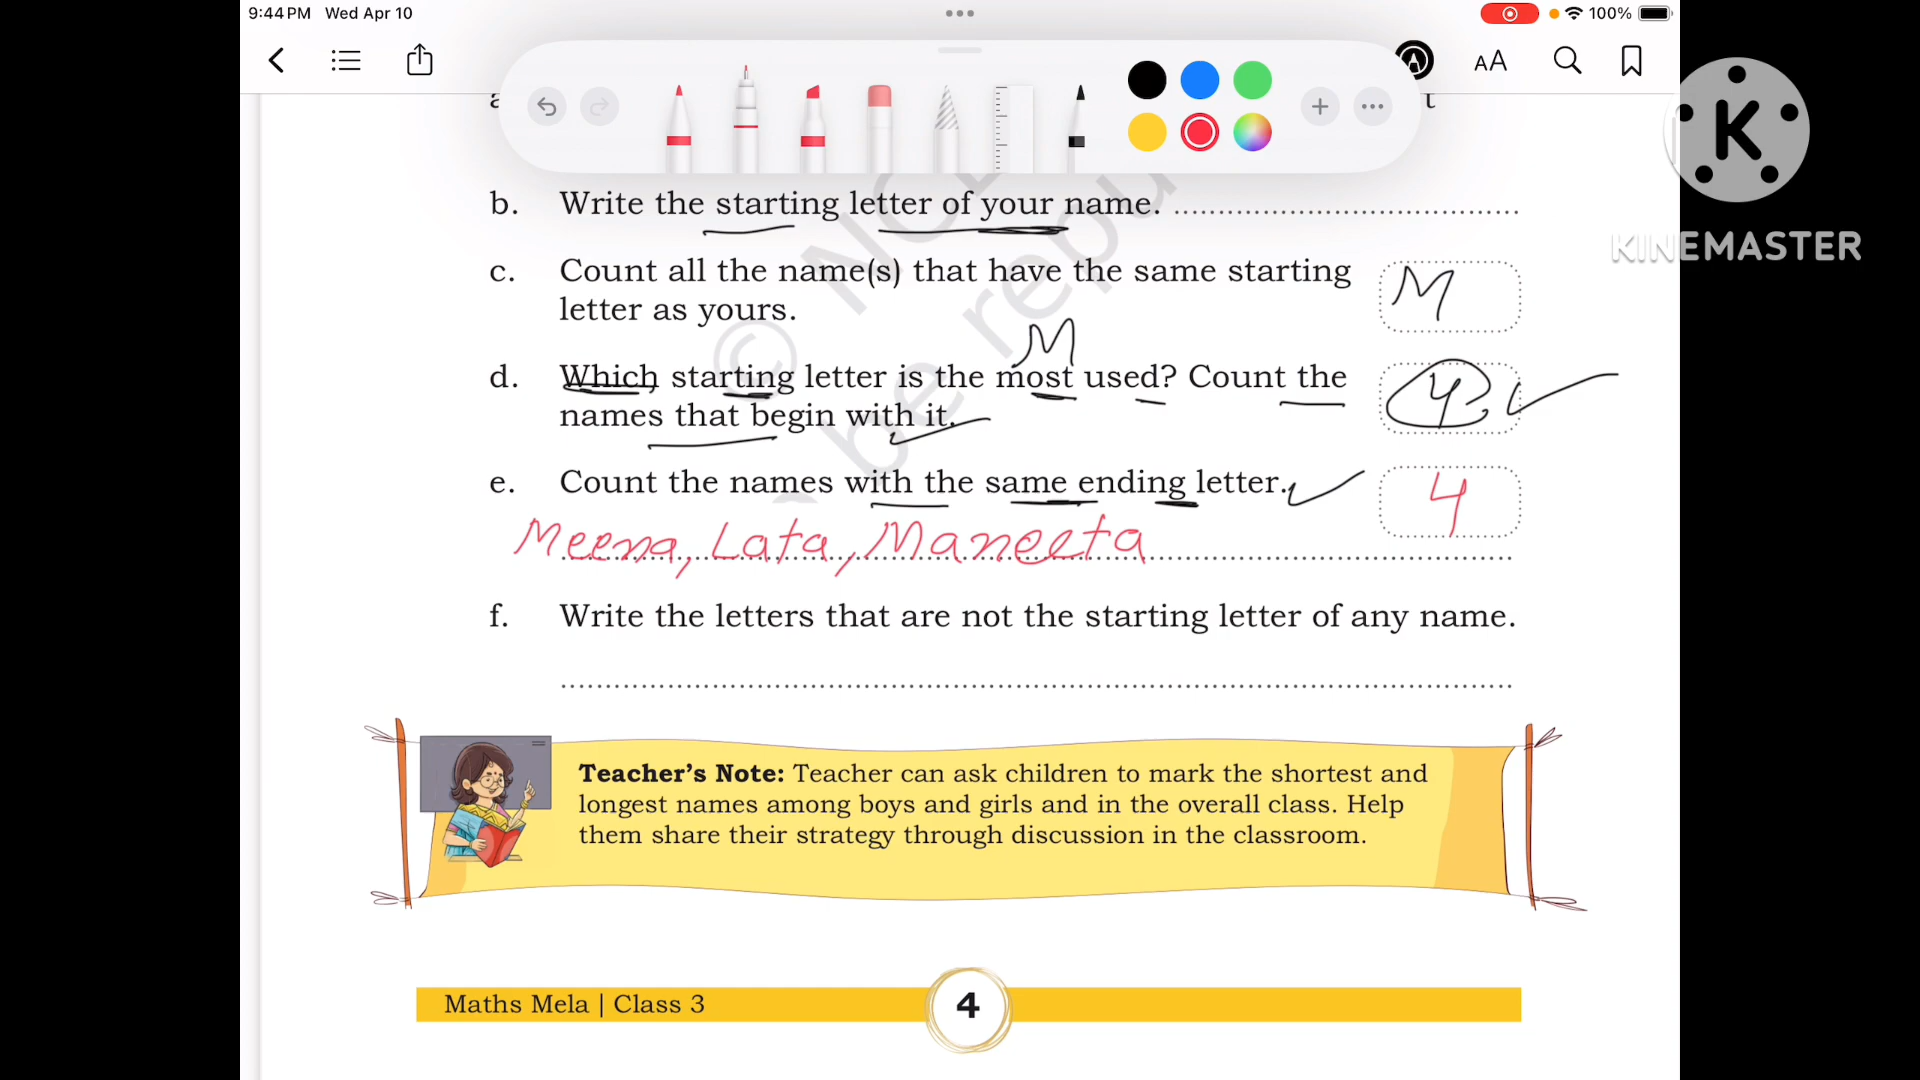 9:44 PM Wed Apr 10
100%
AA
b. Write the starting letter of your name.
K
KINEMASTER
c. Count all the name(s) that have the same starting
letter as yours.
M
M
d. Which starting letter is the most used? Count the
names that begin with it.
4
e. Count the names with the same ending letter.
4
Meena, Lata, Maneeta
f. Write the letters that are not the starting letter of any name.
Teacher's Note: Teacher can ask children to mark the shortest and
longest names among boys and girls and in the overall class. Help
them share their strategy through discussion in the classroom.
Maths Mela | Class 3
4